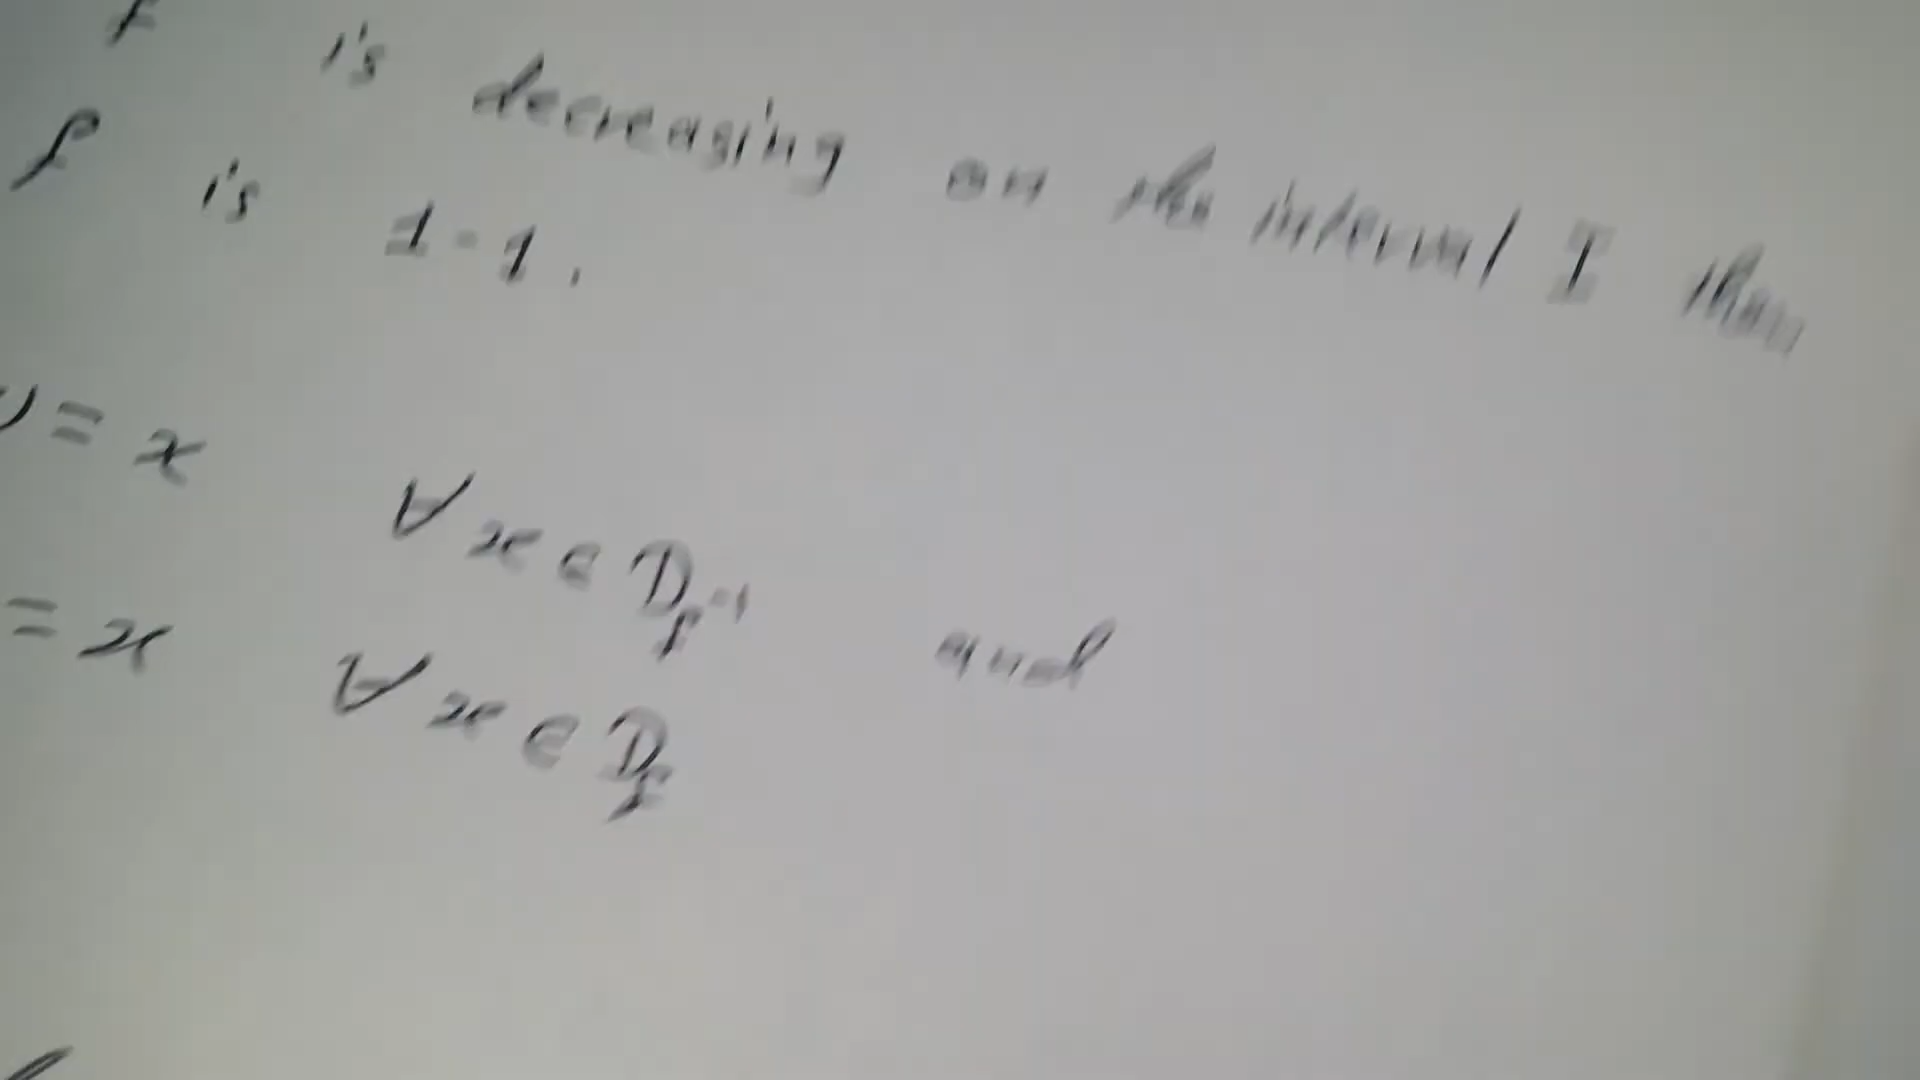 f is decreasing on the interval I then
f is 1-1.
) = x ∀ x ∈ D_f⁻¹ and
= x ∀ x ∈ D_f